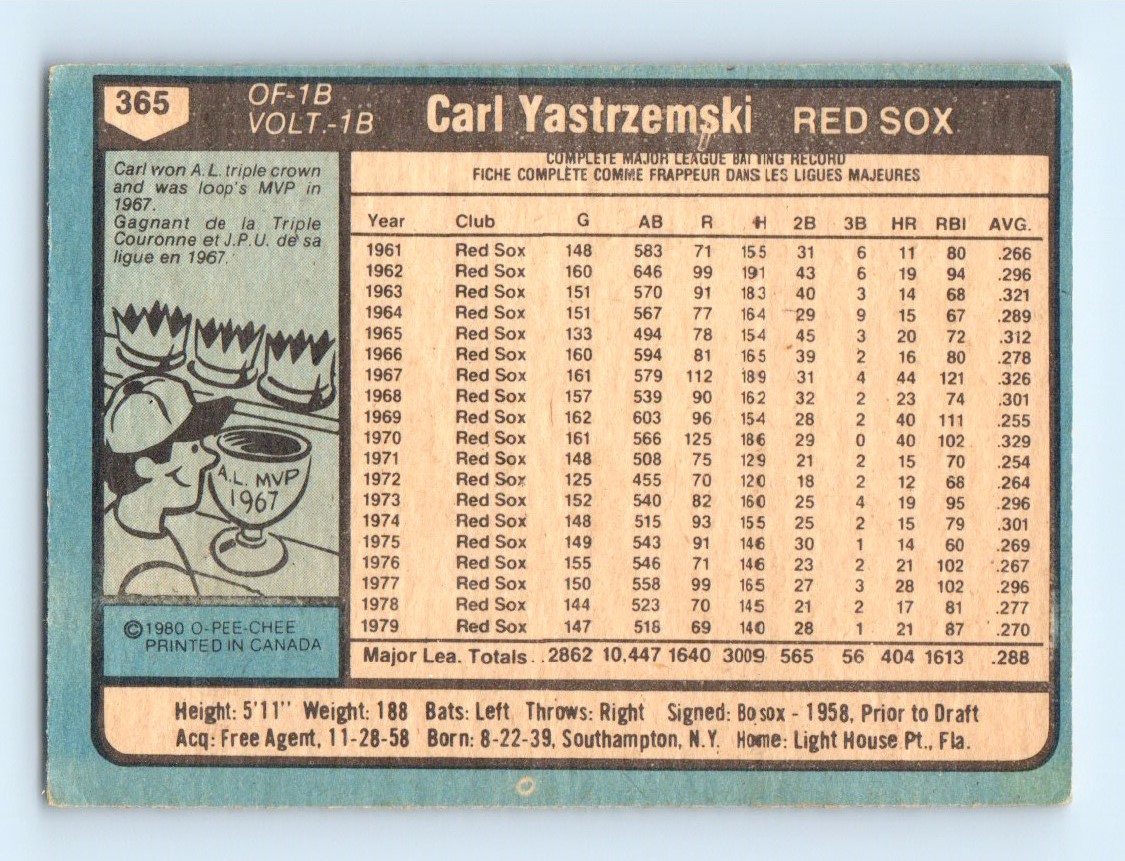 365
OF-1B
VOLT.-1B
Carl Yastrzemski
RED SOX
Carl won A.L. triple crown
and was loop's MVP in
1967.
Gagnant de la Triple
Couronne et J.P.U. de sa
ligue en 1967.
A.L. MVP
1967
©1980 O-PEE-CHEE
PRINTED IN CANADA
COMPLETE MAJOR LEAGUE BATTING RECORD
FICHE COMPLÈTE COMME FRAPPEUR DANS LES LIGUES MAJEURES
Year Club G AB R H 2B 3B HR RBI AVG.
1961 Red Sox 148 583 71 155 31 6 11 80 .266
1962 Red Sox 160 646 99 191 43 6 19 94 .296
1963 Red Sox 151 570 91 183 40 3 14 68 .321
1964 Red Sox 151 567 77 164 29 9 15 67 .289
1965 Red Sox 133 494 78 154 45 3 20 72 .312
1966 Red Sox 160 594 81 165 39 2 16 80 .278
1967 Red Sox 161 579 112 189 31 4 44 121 .326
1968 Red Sox 157 539 90 162 32 2 23 74 .301
1969 Red Sox 162 603 96 154 28 2 40 111 .255
1970 Red Sox 161 566 125 186 29 0 40 102 .329
1971 Red Sox 148 508 75 129 21 2 15 70 .254
1972 Red Sox 125 455 70 120 18 2 12 68 .264
1973 Red Sox 152 540 82 160 25 4 19 95 .296
1974 Red Sox 148 515 93 155 25 2 15 79 .301
1975 Red Sox 149 543 91 146 30 1 14 60 .269
1976 Red Sox 155 546 71 146 23 2 21 102 .267
1977 Red Sox 150 558 99 165 27 3 28 102 .296
1978 Red Sox 144 523 70 145 21 2 17 81 .277
1979 Red Sox 147 518 69 140 28 1 21 87 .270
Major Lea. Totals..2862 10,447 1640 3009 565 56 404 1613 .288
Height: 5'11" Weight: 188 Bats: Left Throws: Right Signed: Bosox - 1958, Prior to Draft
Acq: Free Agent, 11-28-58 Born: 8-22-39, Southampton, N.Y. Home: Light House Pt., Fla.